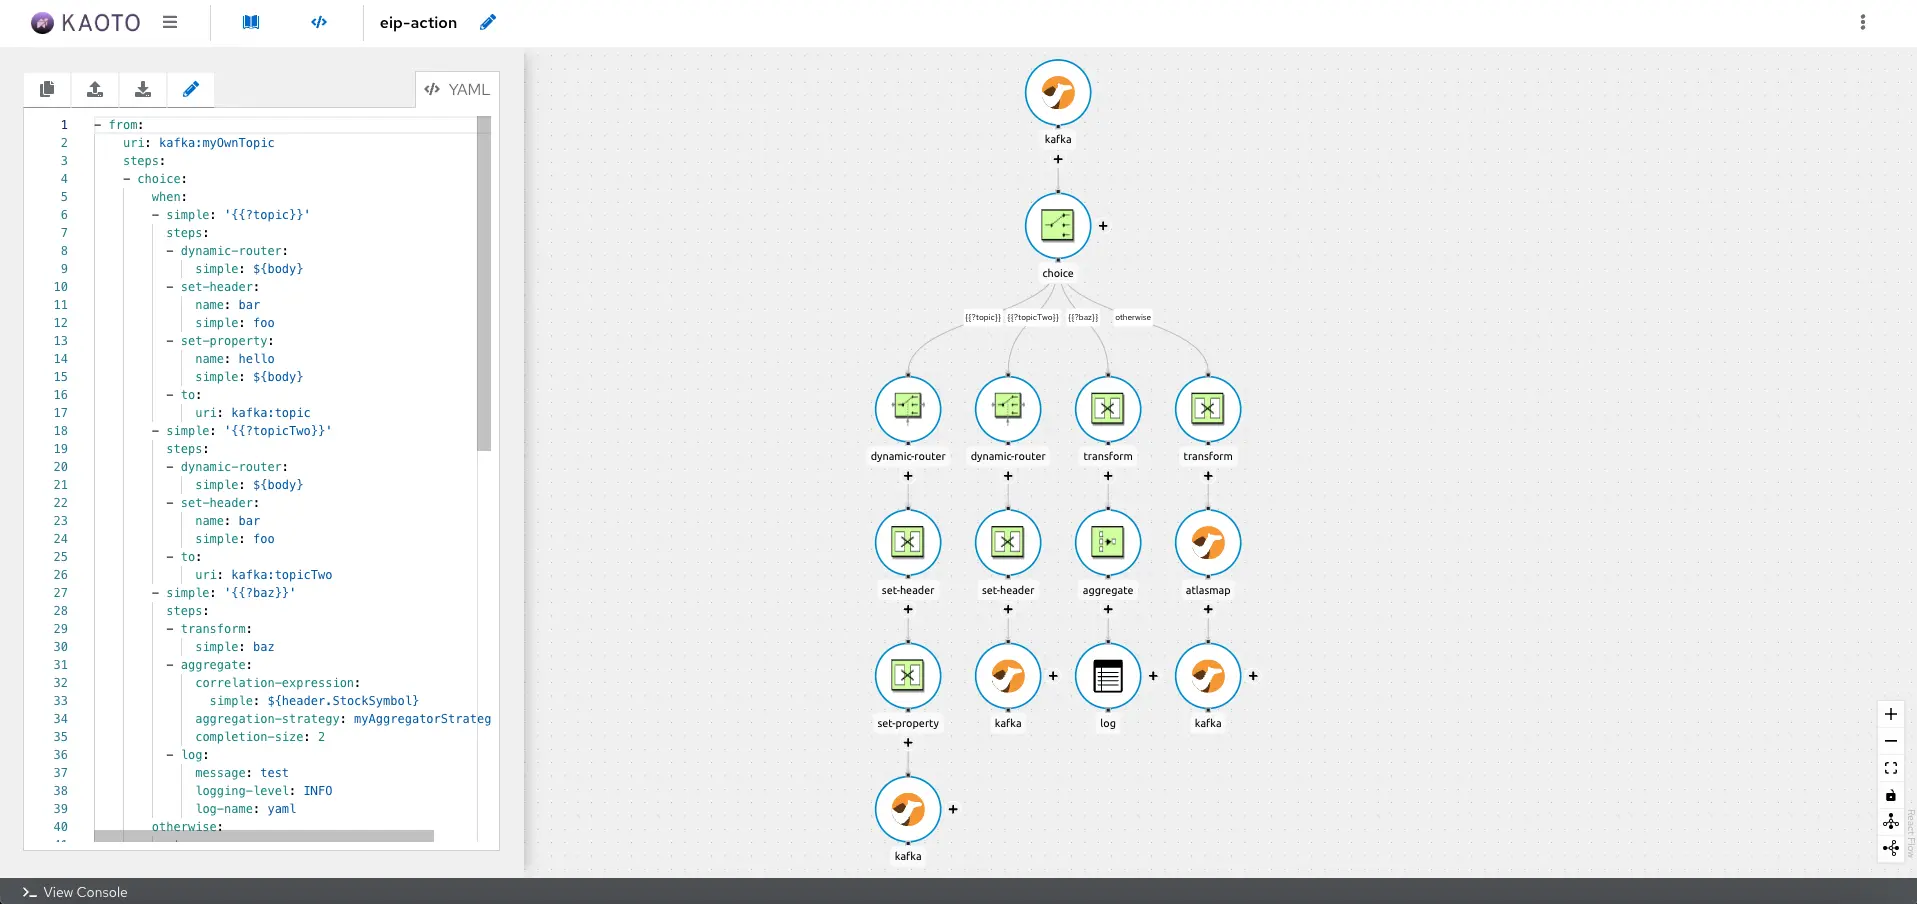 KAOTO
eip-action
YAML
1 - from:
2 uri: kafka:myOwnTopic
3 steps:
4 - choice:
5 when:
6 - simple: '{{?topic}}'
7 steps:
8 - dynamic-router:
9 simple: ${body}
10 - set-header:
11 name: bar
12 simple: foo
13 - set-property:
14 name: hello
15 simple: ${body}
16 - to:
17 uri: kafka:topic
18 - simple: '{{?topicTwo}}'
19 steps:
20 - dynamic-router:
21 simple: ${body}
22 - set-header:
23 name: bar
24 simple: foo
25 - to:
26 uri: kafka:topicTwo
27 - simple: '{{?baz}}'
28 steps:
29 - transform:
30 simple: baz
31 - aggregate:
32 correlation-expression:
33 simple: ${header.StockSymbol}
34 aggregation-strategy: myAggregatorStrateg
35 completion-size: 2
36 - log:
37 message: test
38 logging-level: INFO
39 log-name: yaml
40 otherwise:
kafka
choice
{{?topic}} {{?topicTwo}} {{?baz}} otherwise
dynamic-router dynamic-router transform transform
set-header set-header aggregate atlasmap
set-property kafka log kafka
kafka
React Flow
>_ View Console